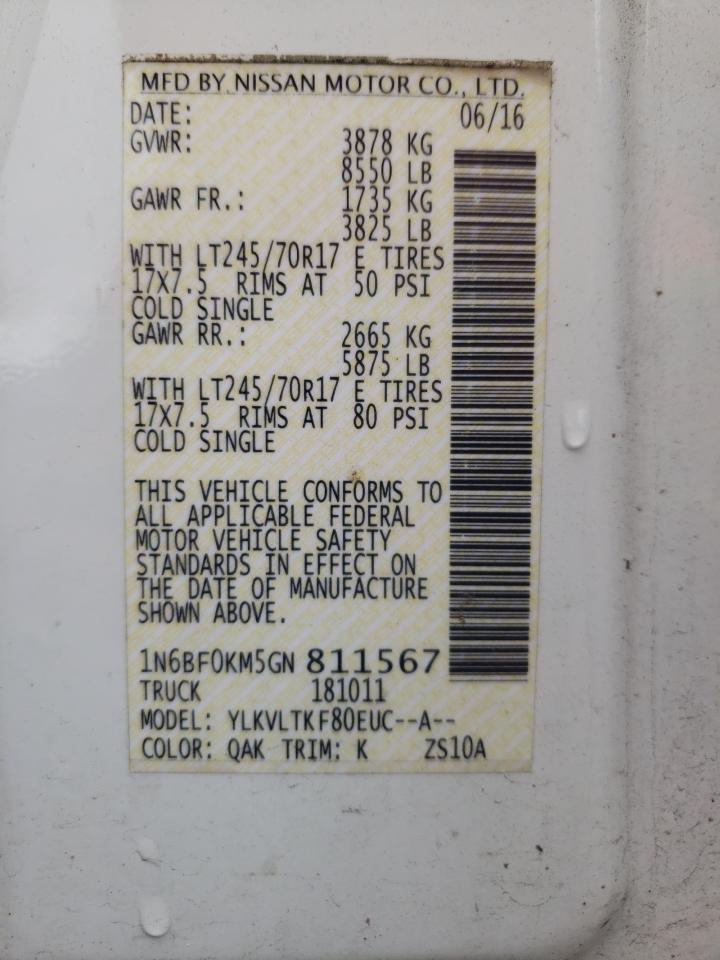 MFD BY NISSAN MOTOR CO., LTD.
DATE: 06/16
GVWR: 3878 KG
8550 LB
GAWR FR.: 1735 KG
3825 LB
WITH LT245/70R17 E TIRES
17X7.5 RIMS AT 50 PSI
COLD SINGLE
GAWR RR.: 2665 KG
5875 LB
WITH LT245/70R17 E TIRES
17X7.5 RIMS AT 80 PSI
COLD SINGLE
THIS VEHICLE CONFORMS TO
ALL APPLICABLE FEDERAL
MOTOR VEHICLE SAFETY
STANDARDS IN EFFECT ON
THE DATE OF MANUFACTURE
SHOWN ABOVE.
1N6BF0KM5GN 811567
TRUCK 181011
MODEL: YLKVLTKF80EUC--A--
COLOR: QAK TRIM: K ZS10A